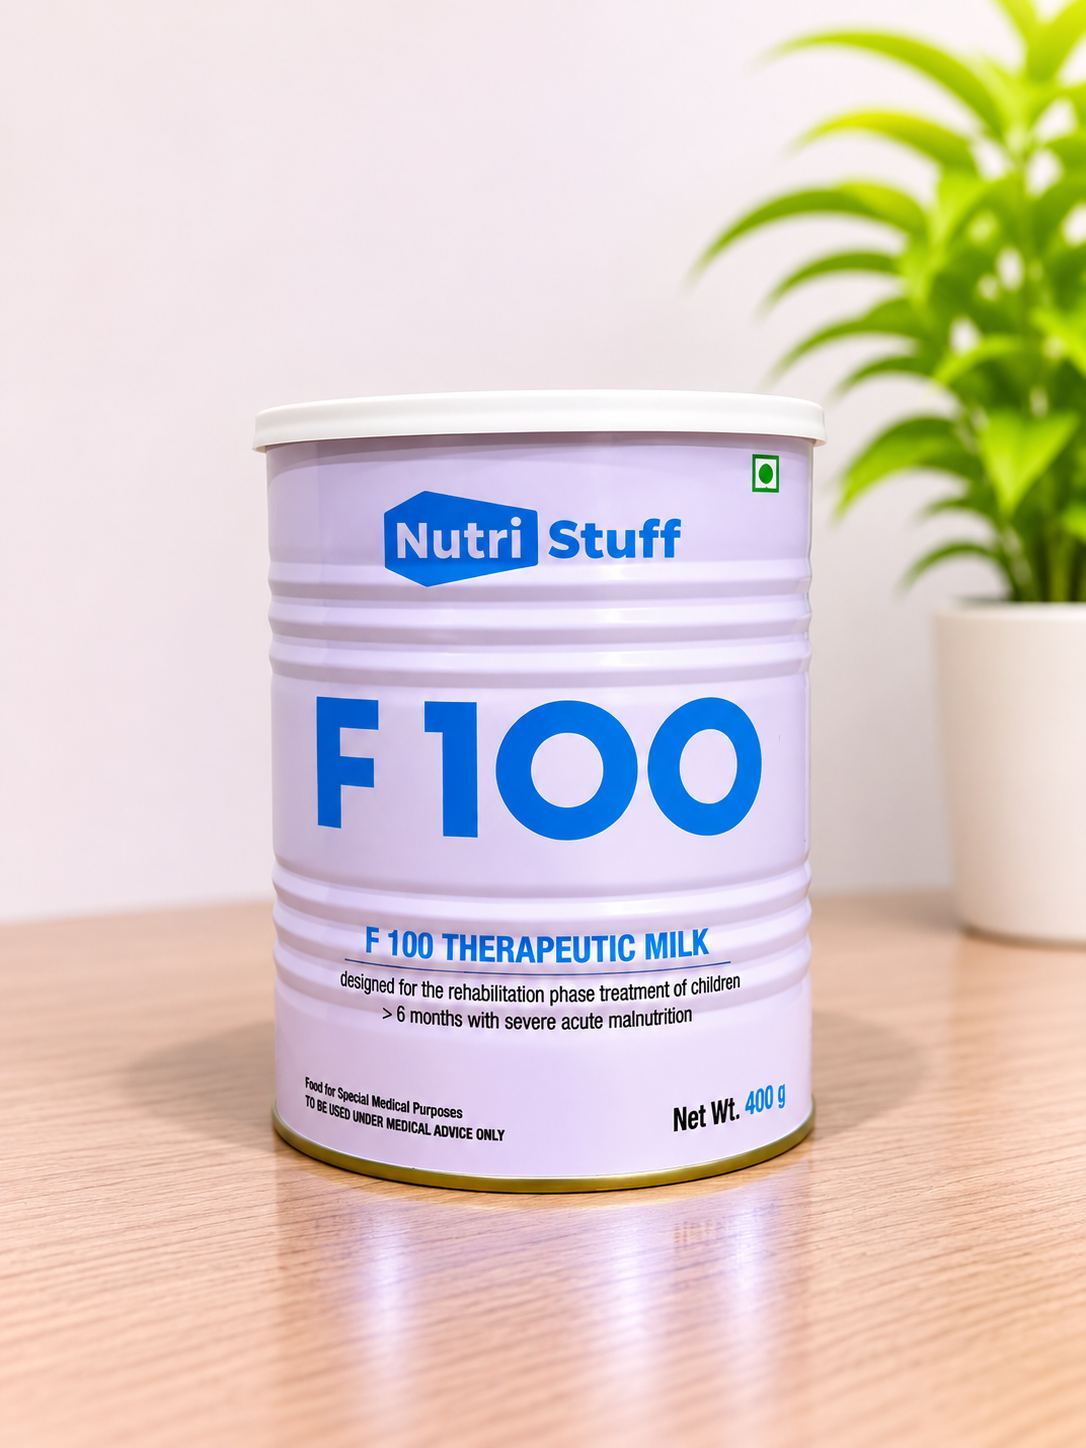 Nutri Stuff
F 100
F 100 THERAPEUTIC MILK
designed for the rehabilitation phase treatment of children
> 6 months with severe acute malnutrition
Food for Special Medical Purposes
TO BE USED UNDER MEDICAL ADVICE ONLY
Net Wt. 400 g